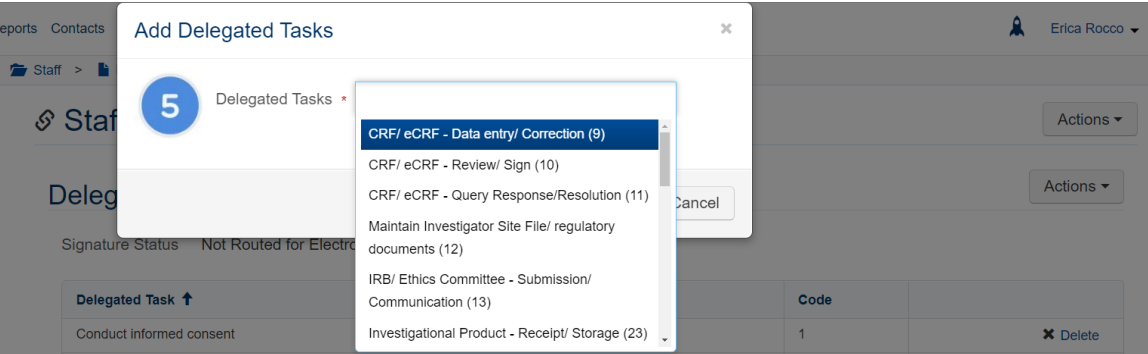 eports Contacts
Add Delegated Tasks
×
Erica Rocco
Staff >
5
Delegated Tasks *
Staf
Actions
CRF/ eCRF - Data entry/ Correction (9)
CRF/ eCRF - Review/ Sign (10)
CRF/ eCRF - Query Response/Resolution (11)
Maintain Investigator Site File/ regulatory
documents (12)
IRB/ Ethics Committee - Submission/
Communication (13)
Investigational Product - Receipt/ Storage (23)
Cancel
Deleg
Actions
Signature Status Not Routed for Electro
Delegated Task
Code
Conduct informed consent
1
Delete